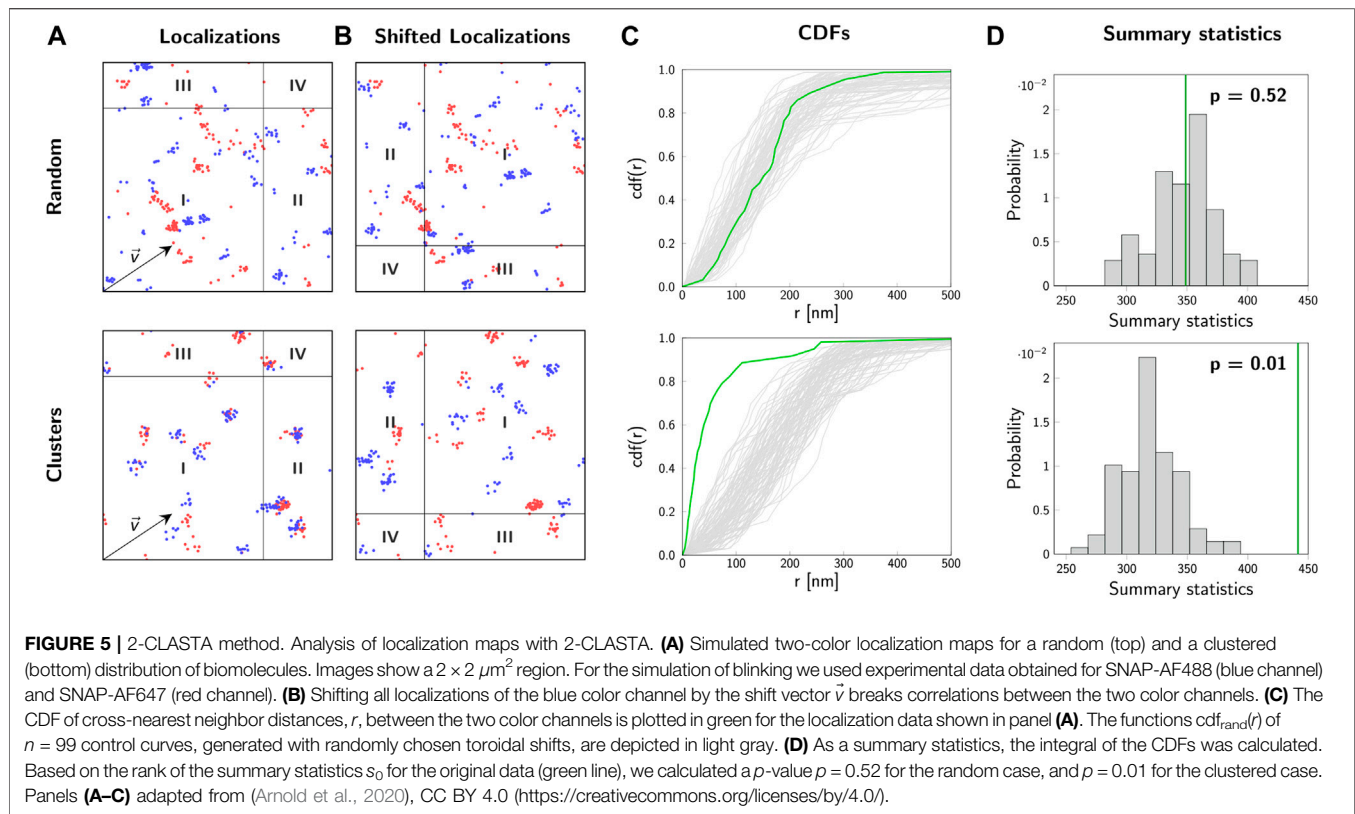 A Localizations B Shifted Localizations C CDFs D Summary statistics
Random
III IV
I II
v⃗
II I
IV III
1.0
0.8
0.6
0.4
0.2
0.0
cdf(r)
0 100 200 300 400 500
r [nm]
·10⁻²
p = 0.52
2
1.5
1
0.5
0
Probability
250 300 350 400 450
Summary statistics
Clusters
III IV
I II
v⃗
II I
IV III
1.0
0.8
0.6
0.4
0.2
0.0
cdf(r)
0 100 200 300 400 500
r [nm]
·10⁻²
p = 0.01
2
1.5
1
0.5
0
Probability
250 300 350 400 450
Summary statistics
FIGURE 5 | 2-CLASTA method. Analysis of localization maps with 2-CLASTA. (A) Simulated two-color localization maps for a random (top) and a clustered
(bottom) distribution of biomolecules. Images show a 2 × 2 μm² region. For the simulation of blinking we used experimental data obtained for SNAP-AF488 (blue channel)
and SNAP-AF647 (red channel). (B) Shifting all localizations of the blue color channel by the shift vector v⃗ breaks correlations between the two color channels. (C) The
CDF of cross-nearest neighbor distances, r, between the two color channels is plotted in green for the localization data shown in panel (A). The functions cdf_rand(r) of
n = 99 control curves, generated with randomly chosen toroidal shifts, are depicted in light gray. (D) As a summary statistics, the integral of the CDFs was calculated.
Based on the rank of the summary statistics s₀ for the original data (green line), we calculated a p-value p = 0.52 for the random case, and p = 0.01 for the clustered case.
Panels (A–C) adapted from (Arnold et al., 2020), CC BY 4.0 (https://creativecommons.org/licenses/by/4.0/).